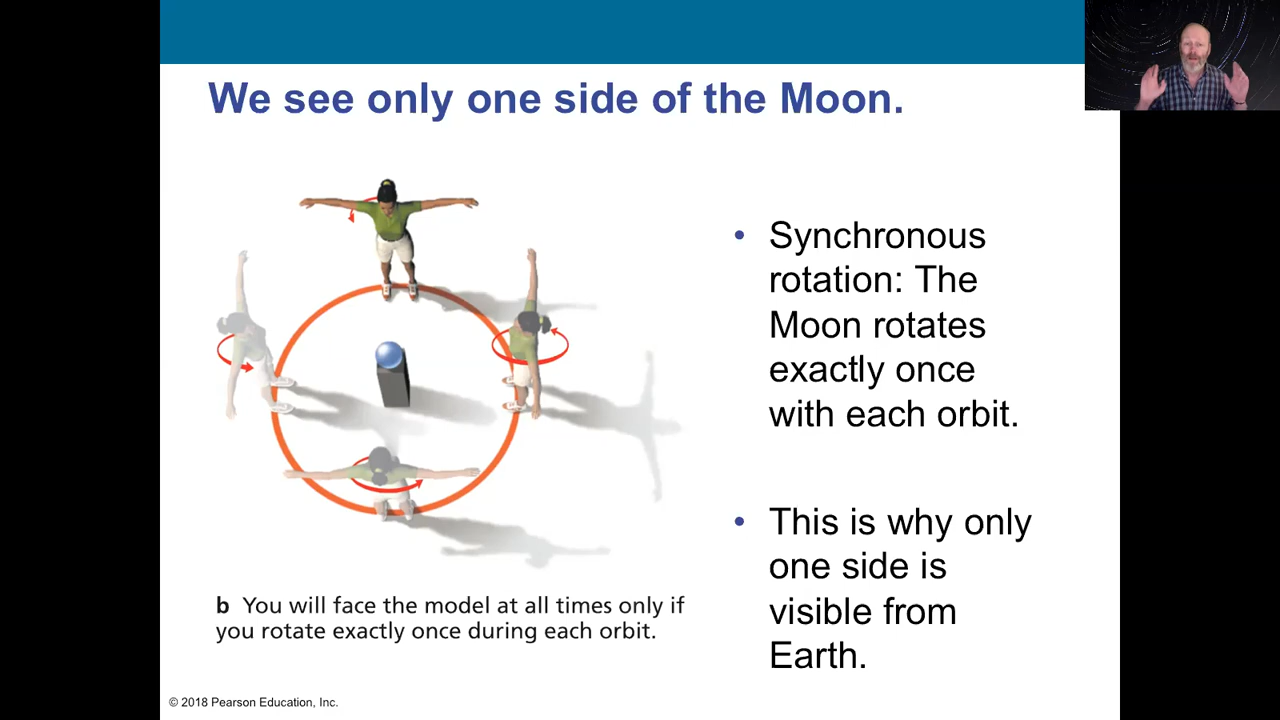 We see only one side of the Moon.
• Synchronous
rotation: The
Moon rotates
exactly once
with each orbit.
• This is why only
one side is
visible from
Earth.
b You will face the model at all times only if
you rotate exactly once during each orbit.
© 2018 Pearson Education, Inc.